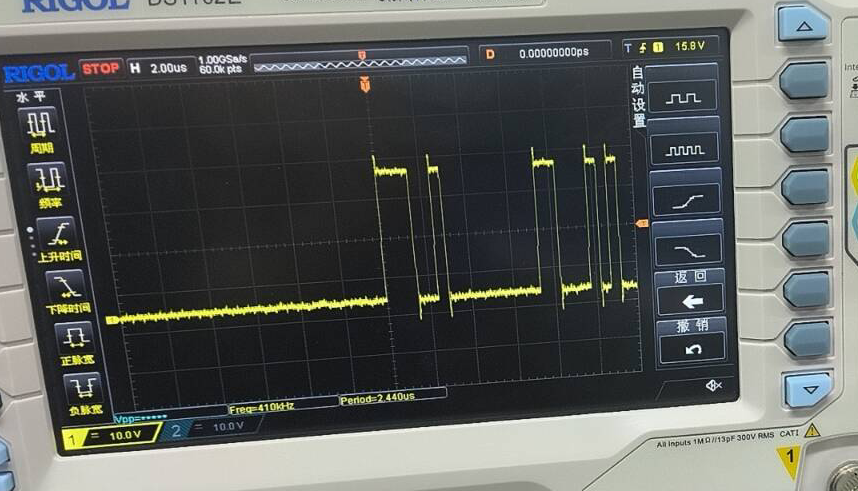 RIGOL
RIGOL STOP H 2.00us 1.00GSa/s
60.0k pts
D 0.00000000ps
T 1 15.8V
水平
周期
频率
上升时间
下降时间
正脉宽
负脉宽
自动设置
返回
撤销
Vpp=*****
Freq=410kHz
Period=2.440us
1 = 10.0V
2 = 10.0V
All Inputs 1MΩ//13pF 300V RMS CATI
1